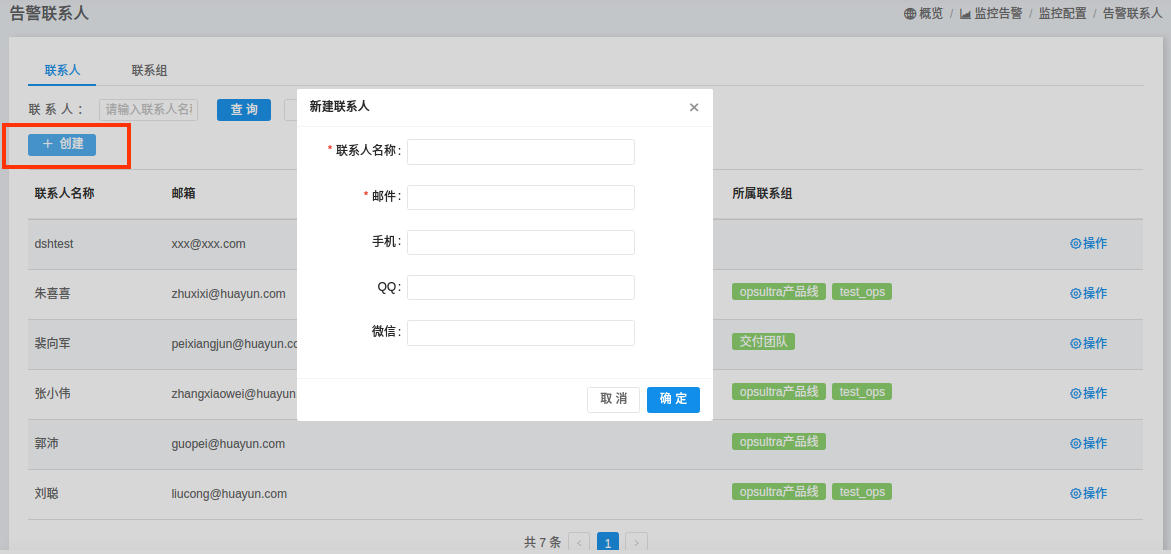 告警联系人
概览 / 监控告警 / 监控配置 / 告警联系人
联系人 联系组
联 系 人 ： 请输入联系人名称 查 询
＋ 创建
新建联系人 ×
* 联系人名称：
* 邮件：
手机：
QQ：
微信：
取 消 确 定
联系人名称 邮箱 所属联系组
dshtest xxx@xxx.com 操作
朱喜喜 zhuxixi@huayun.com opsultra产品线 test_ops 操作
裴向军 peixiangjun@huayun.co 交付团队 操作
张小伟 zhangxiaowei@huayun. opsultra产品线 test_ops 操作
郭沛 guopei@huayun.com opsultra产品线 操作
刘聪 liucong@huayun.com opsultra产品线 test_ops 操作
共 7 条 < 1 >